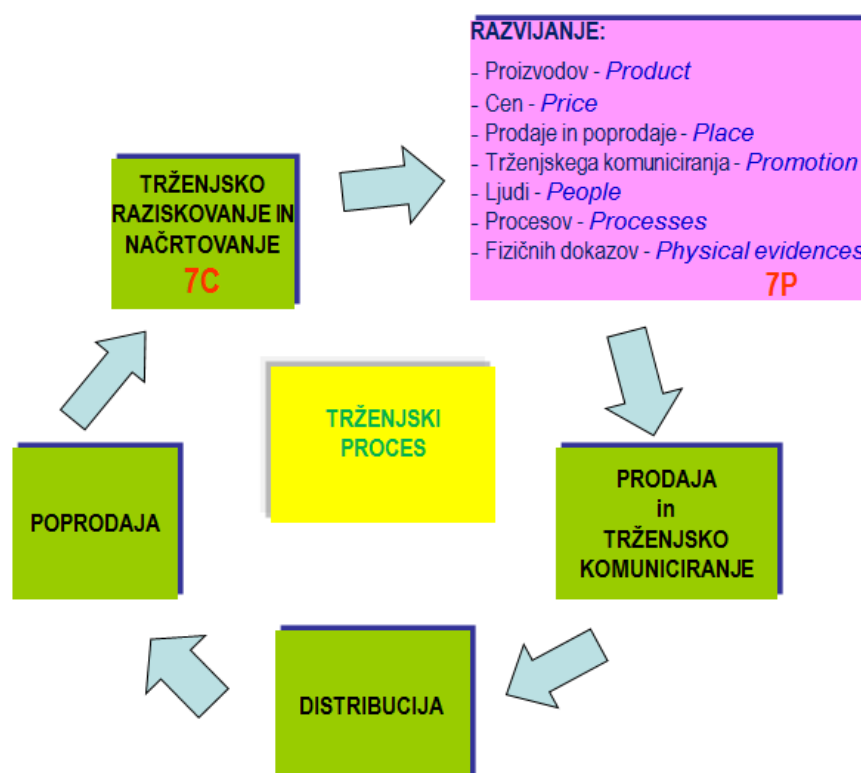 TRŽENJSKO
RAZISKOVANJE IN
NAČRTOVANJE
7C
RAZVIJANJE:
- Proizvodov - Product
- Cen - Price
- Prodaje in poprodaje - Place
- Trženjskega komuniciranja - Promotion
- Ljudi - People
- Procesov - Processes
- Fizičnih dokazov - Physical evidences
7P
TRŽENJSKI
PROCES
PRODAJA
in
TRŽENJSKO
KOMUNICIRANJE
DISTRIBUCIJA
POPRODAJA